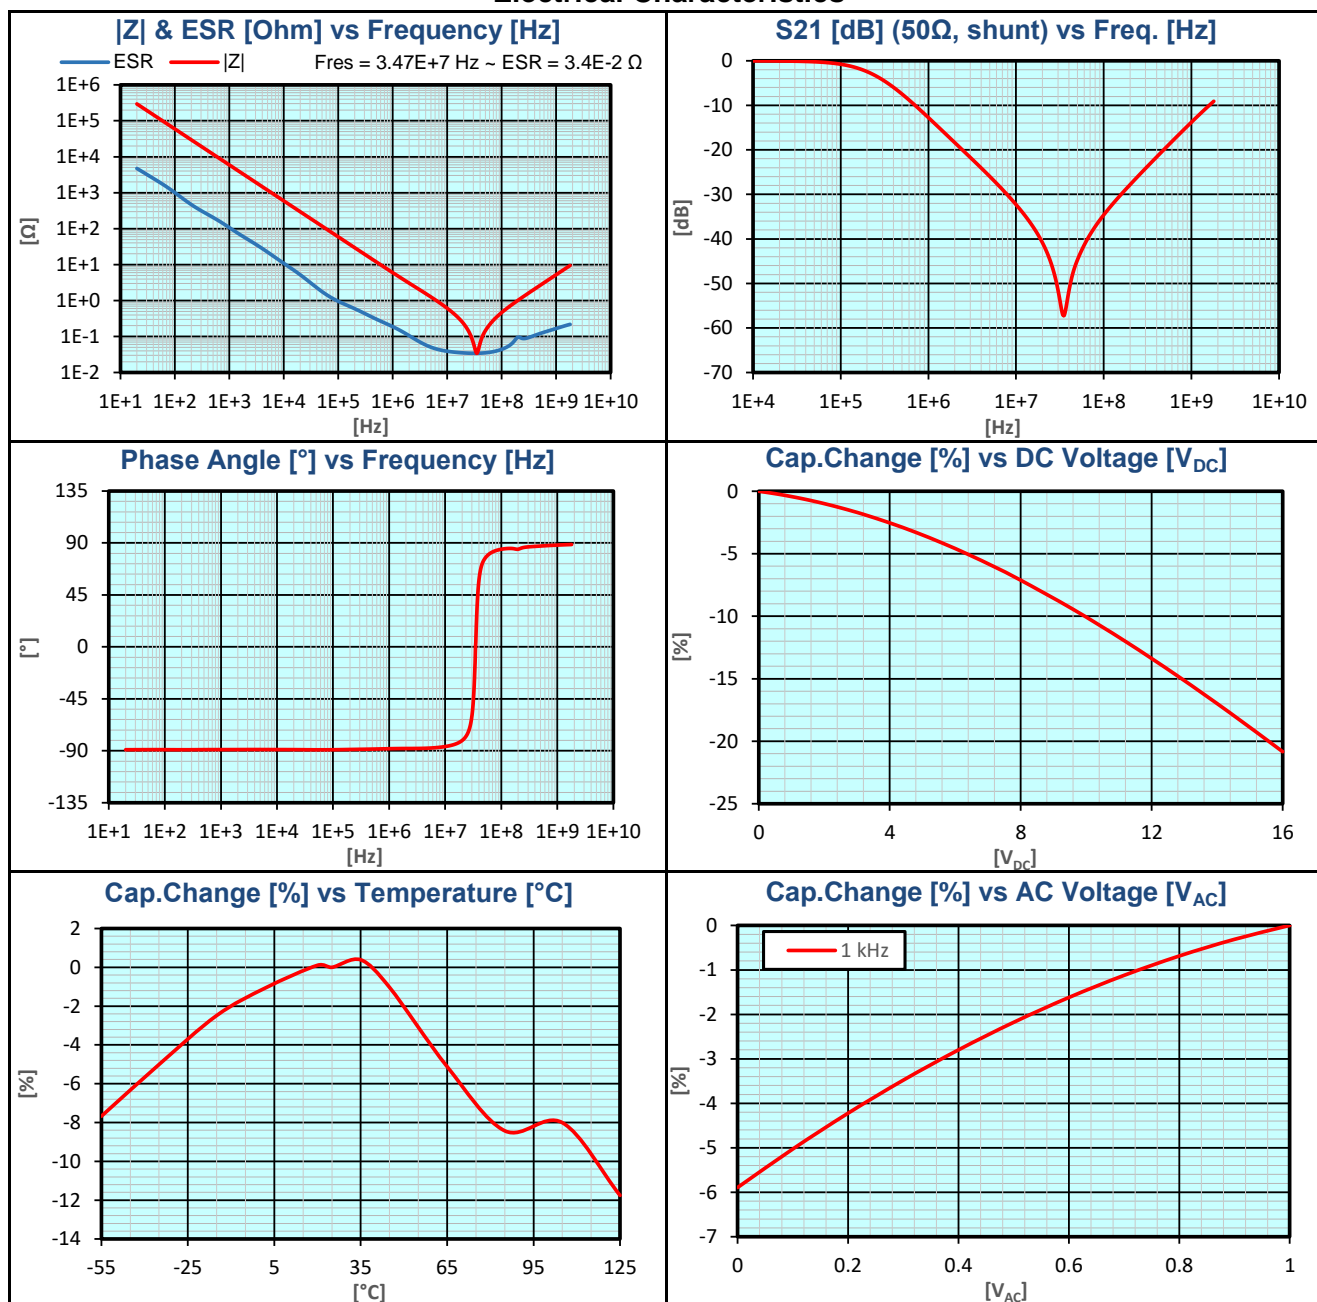 Electrical Characteristics
|Z| & ESR [Ohm] vs Frequency [Hz]
ESR |Z| Fres = 3.47E+7 Hz ~ ESR = 3.4E-2 Ω
1E+6
1E+5
1E+4
1E+3
1E+2
1E+1
1E+0
1E-1
1E-2
[Ω]
1E+1 1E+2 1E+3 1E+4 1E+5 1E+6 1E+7 1E+8 1E+9 1E+10
[Hz]
S21 [dB] (50Ω, shunt) vs Freq. [Hz]
0
-10
-20
-30
-40
-50
-60
-70
[dB]
1E+4 1E+5 1E+6 1E+7 1E+8 1E+9 1E+10
[Hz]
Phase Angle [°] vs Frequency [Hz]
135
90
45
0
-45
-90
-135
[°]
1E+1 1E+2 1E+3 1E+4 1E+5 1E+6 1E+7 1E+8 1E+9 1E+10
[Hz]
Cap.Change [%] vs DC Voltage [VDC]
0
-5
-10
-15
-20
-25
[%]
0 4 8 12 16
[VDC]
Cap.Change [%] vs Temperature [°C]
2
0
-2
-4
-6
-8
-10
-12
-14
[%]
-55 -25 5 35 65 95 125
[°C]
Cap.Change [%] vs AC Voltage [VAC]
1 kHz
0
-1
-2
-3
-4
-5
-6
-7
[%]
0 0.2 0.4 0.6 0.8 1
[VAC]